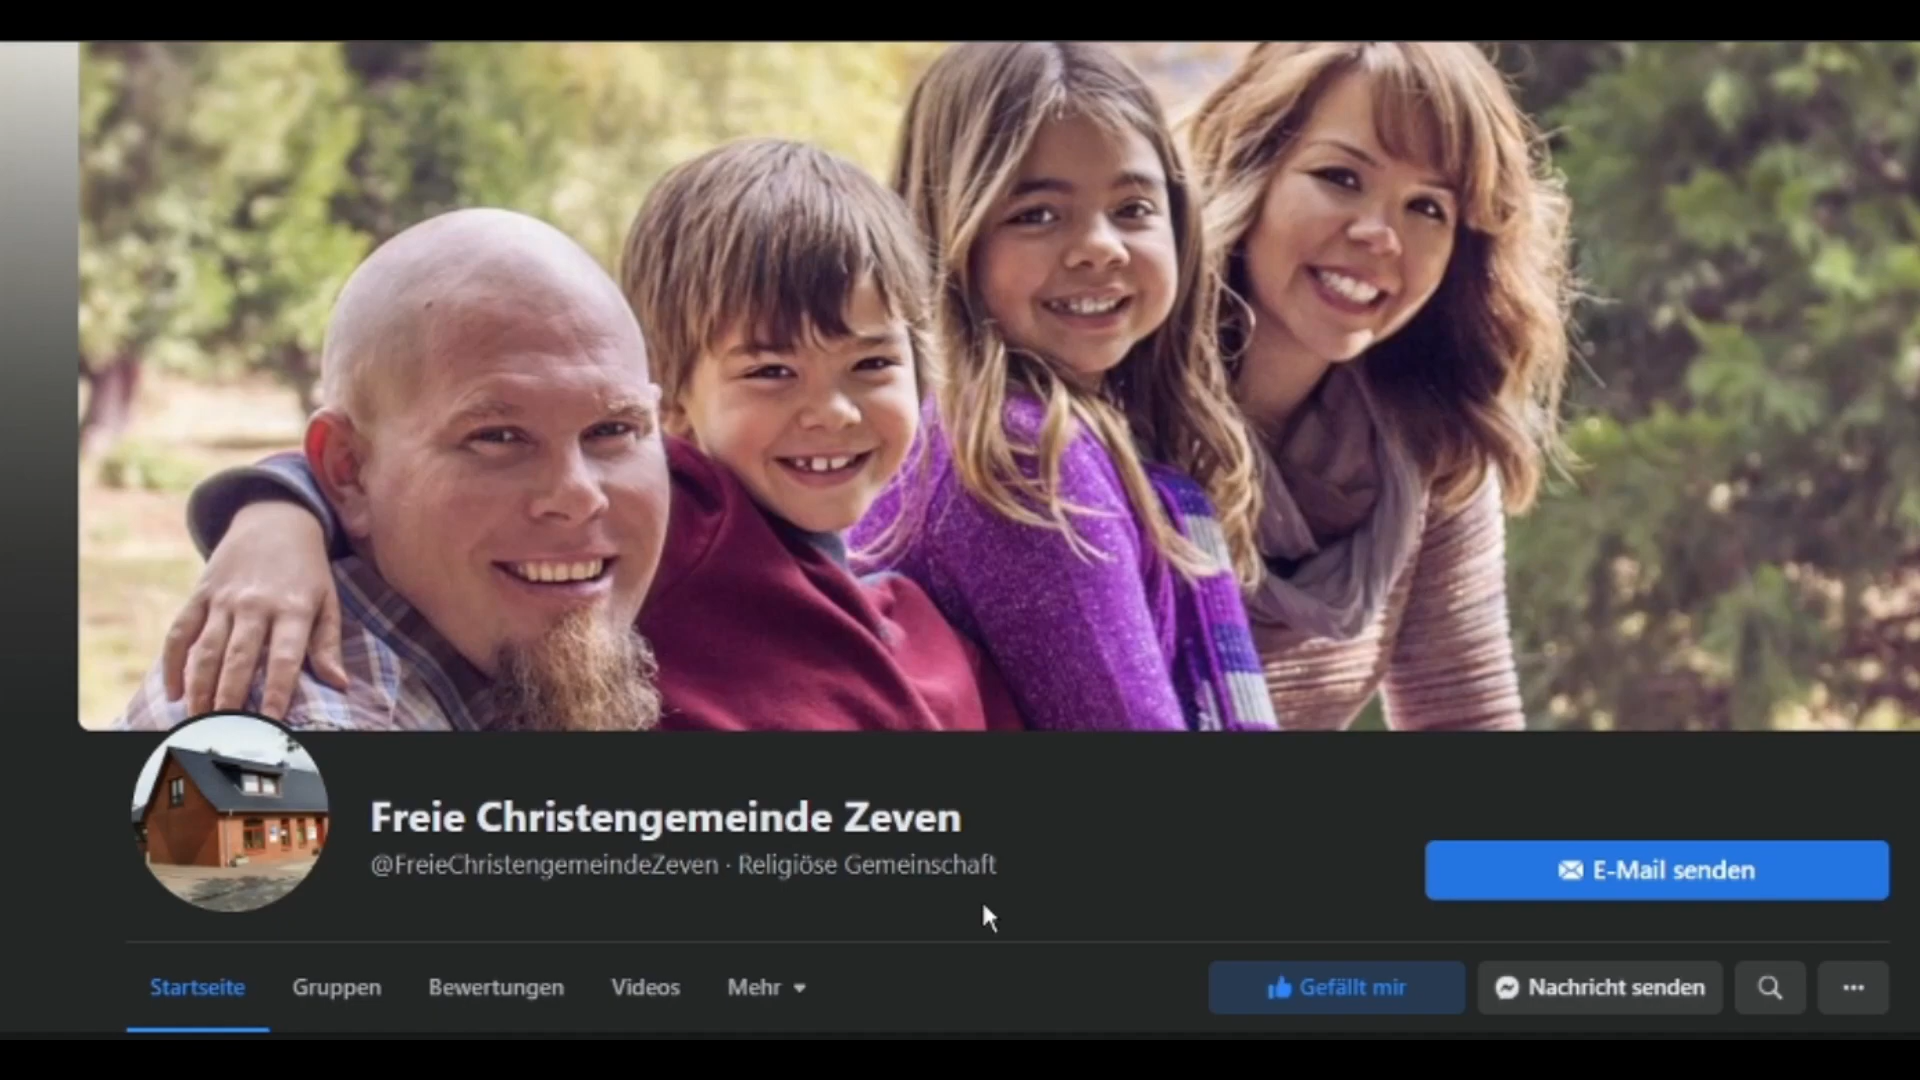 Freie Christengemeinde Zeven
@FreieChristengemeindeZeven · Religiöse Gemeinschaft
E-Mail senden
Startseite Gruppen Bewertungen Videos Mehr Gefällt mir Nachricht senden